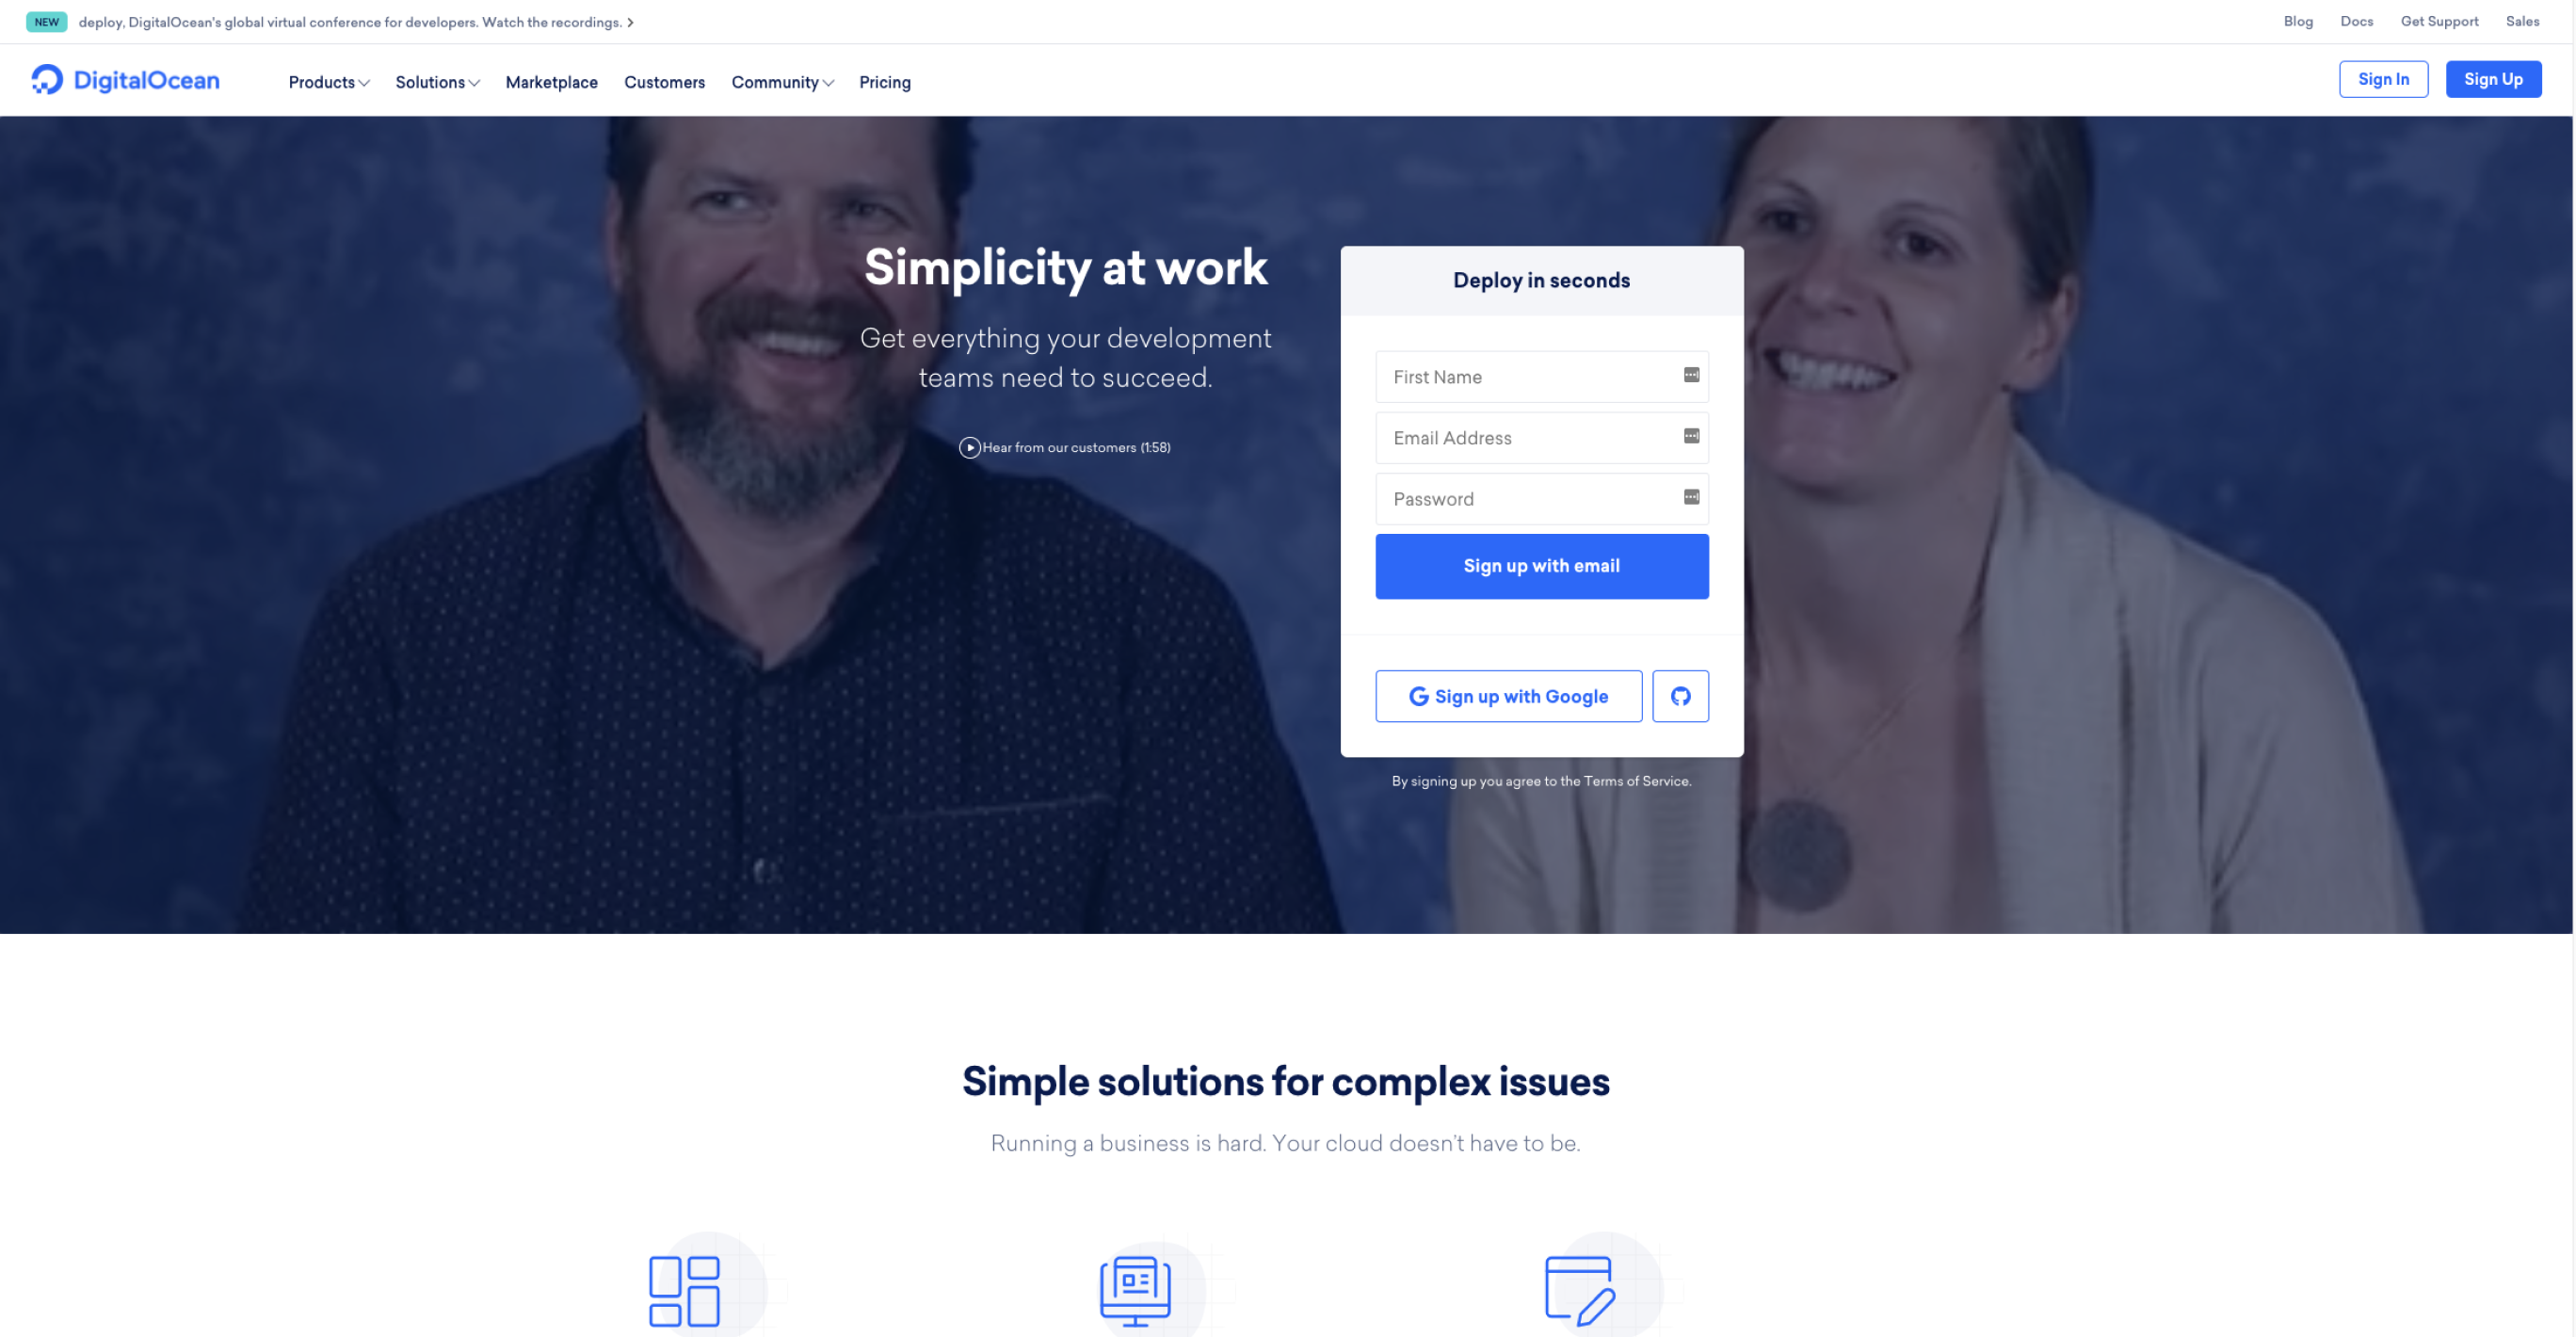 NEW deploy, DigitalOcean's global virtual conference for developers. Watch the recordings.
Blog Docs Get Support Sales
DigitalOcean Products Solutions Marketplace Customers Community Pricing Sign In Sign Up
Simplicity at work
Get everything your development
teams need to succeed.
Hear from our customers (1:58)
Deploy in seconds
First Name
Email Address
Password
Sign up with email
Sign up with Google
By signing up you agree to the Terms of Service.
Simple solutions for complex issues
Running a business is hard. Your cloud doesn't have to be.